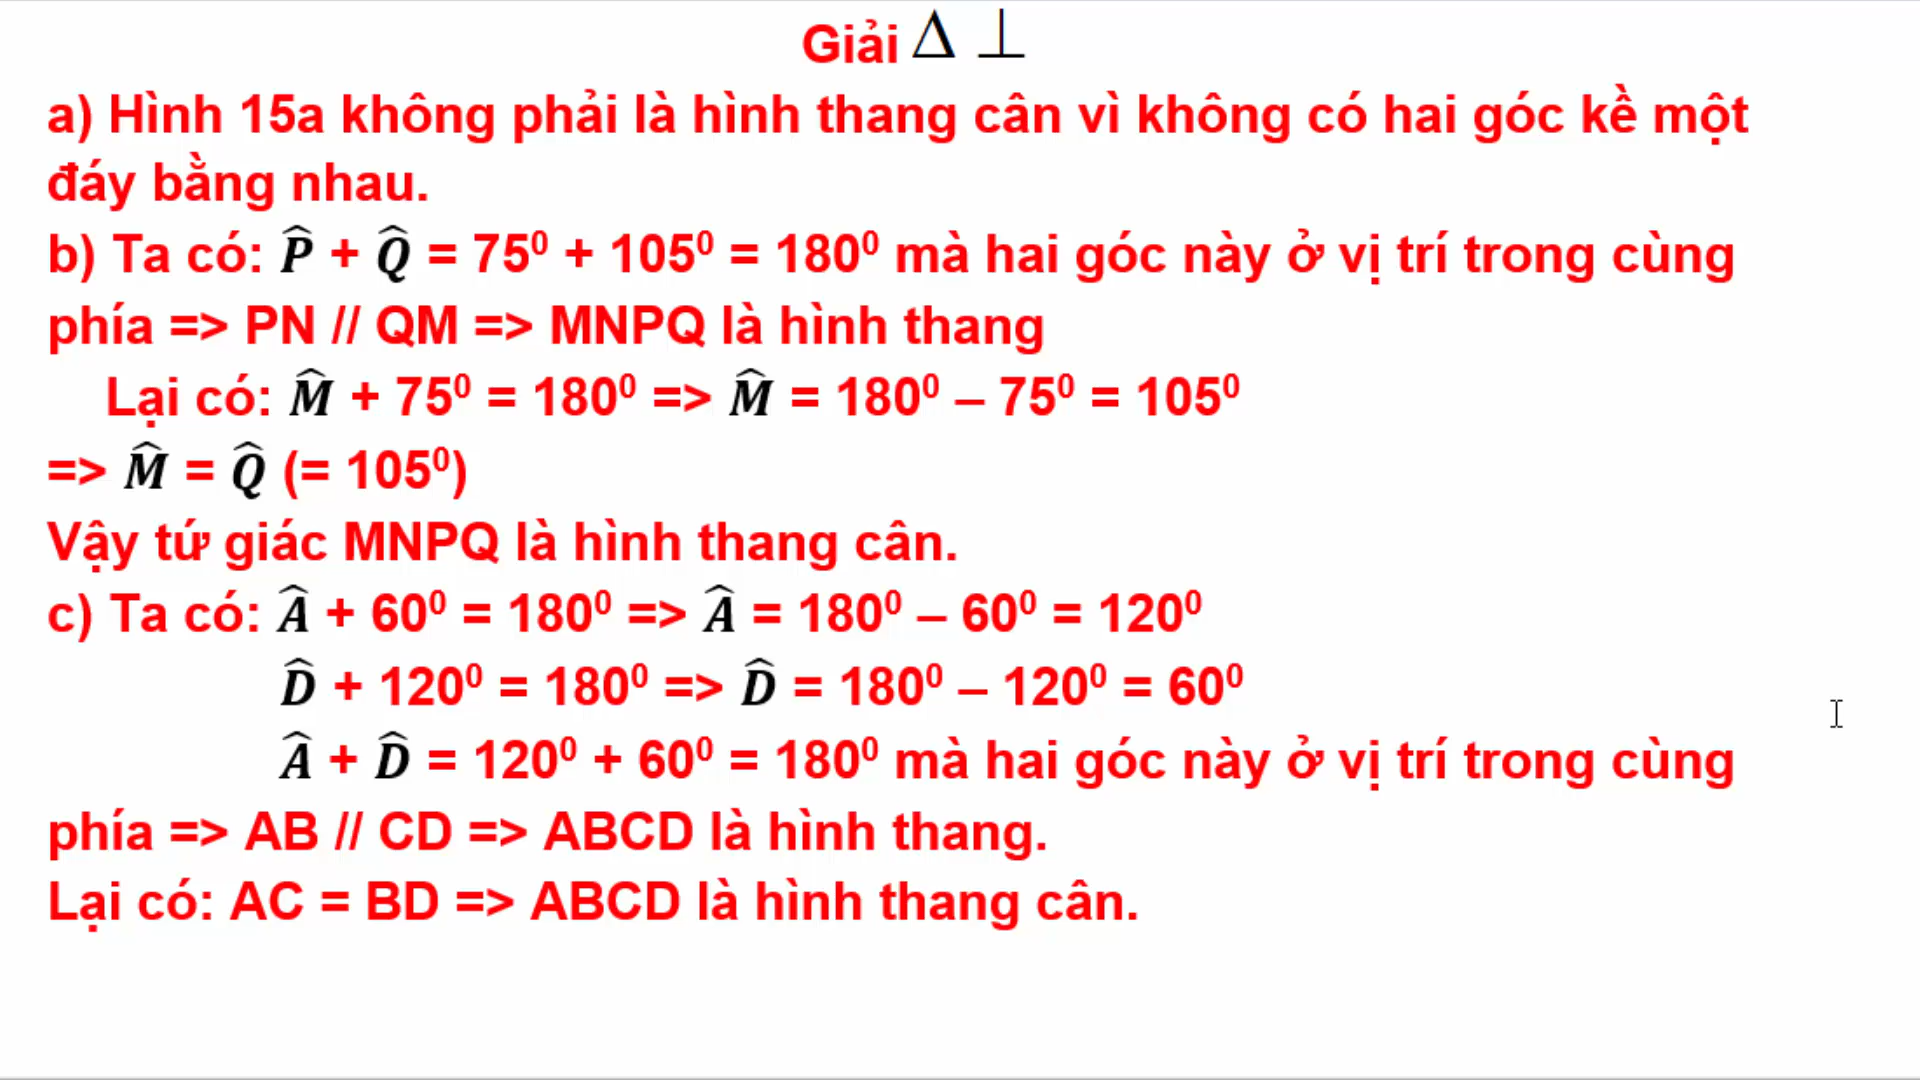 Giải Δ ⊥
a) Hình 15a không phải là hình thang cân vì không có hai góc kề một
đáy bằng nhau.
b) Ta có: P̂ + Q̂ = 75⁰ + 105⁰ = 180⁰ mà hai góc này ở vị trí trong cùng
phía => PN // QM => MNPQ là hình thang
Lại có: M̂ + 75⁰ = 180⁰ => M̂ = 180⁰ – 75⁰ = 105⁰
=> M̂ = Q̂ (= 105⁰)
Vậy tứ giác MNPQ là hình thang cân.
c) Ta có: Â + 60⁰ = 180⁰ => Â = 180⁰ – 60⁰ = 120⁰
D̂ + 120⁰ = 180⁰ => D̂ = 180⁰ – 120⁰ = 60⁰
Â + D̂ = 120⁰ + 60⁰ = 180⁰ mà hai góc này ở vị trí trong cùng
phía => AB // CD => ABCD là hình thang.
Lại có: AC = BD => ABCD là hình thang cân.